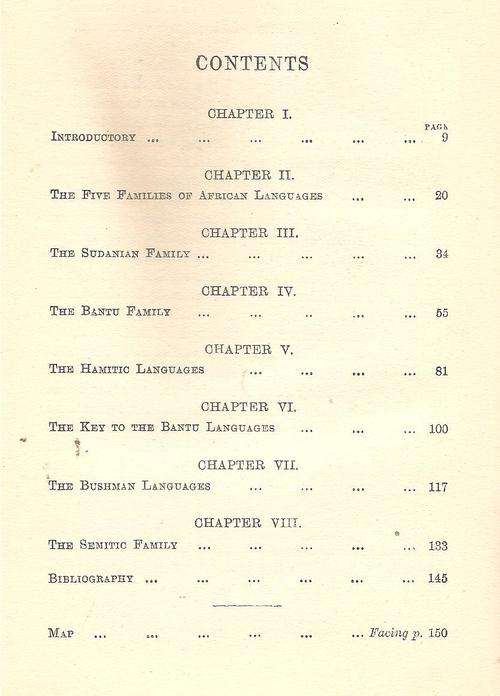 CONTENTS
CHAPTER I.
PAGE
INTRODUCTORY ... ... ... ... ... ... 9
CHAPTER II.
THE FIVE FAMILIES OF AFRICAN LANGUAGES ... ... 20
CHAPTER III.
THE SUDANIAN FAMILY ... ... ... ... ... 34
CHAPTER IV.
THE BANTU FAMILY ... ... .. ... ... 55
CHAPTER V.
THE HAMITIC LANGUAGES ... ... ... ... 81
CHAPTER VI.
THE KEY TO THE BANTU LANGUAGES ... ... ... 100
CHAPTER VII.
THE BUSHMAN LANGUAGES ... ... ... ... 117
CHAPTER VIII.
THE SEMITIC FAMILY ... ... ... ... ... 133
BIBLIOGRAPHY ... ... ... ... ... ... 145
MAP ... ... ... ... ... ... Facing p. 150